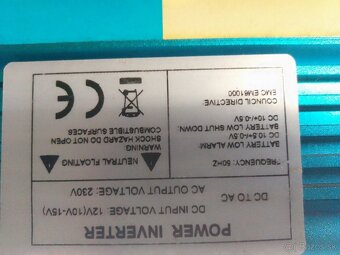 POWER INVERTER
DC INPUT VOLTAGE: 12V(10V-15V)
DC TO AC
AC OUTPUT VOLTAGE: 230V
FREQUENCY: 50HZ
BATTERY LOW ALARM:
DC 10.5+/-0.5V
BATTERY LOW SHUT DOWN:
DC 10+/-0.5V
COUNCIL DIRECTIVE
EMC EM61000
NEUTRAL FLOATING
WARNING
SHOCK HAZARD DO NOT OPEN
COMBUSTIBLE SURFACES
CE